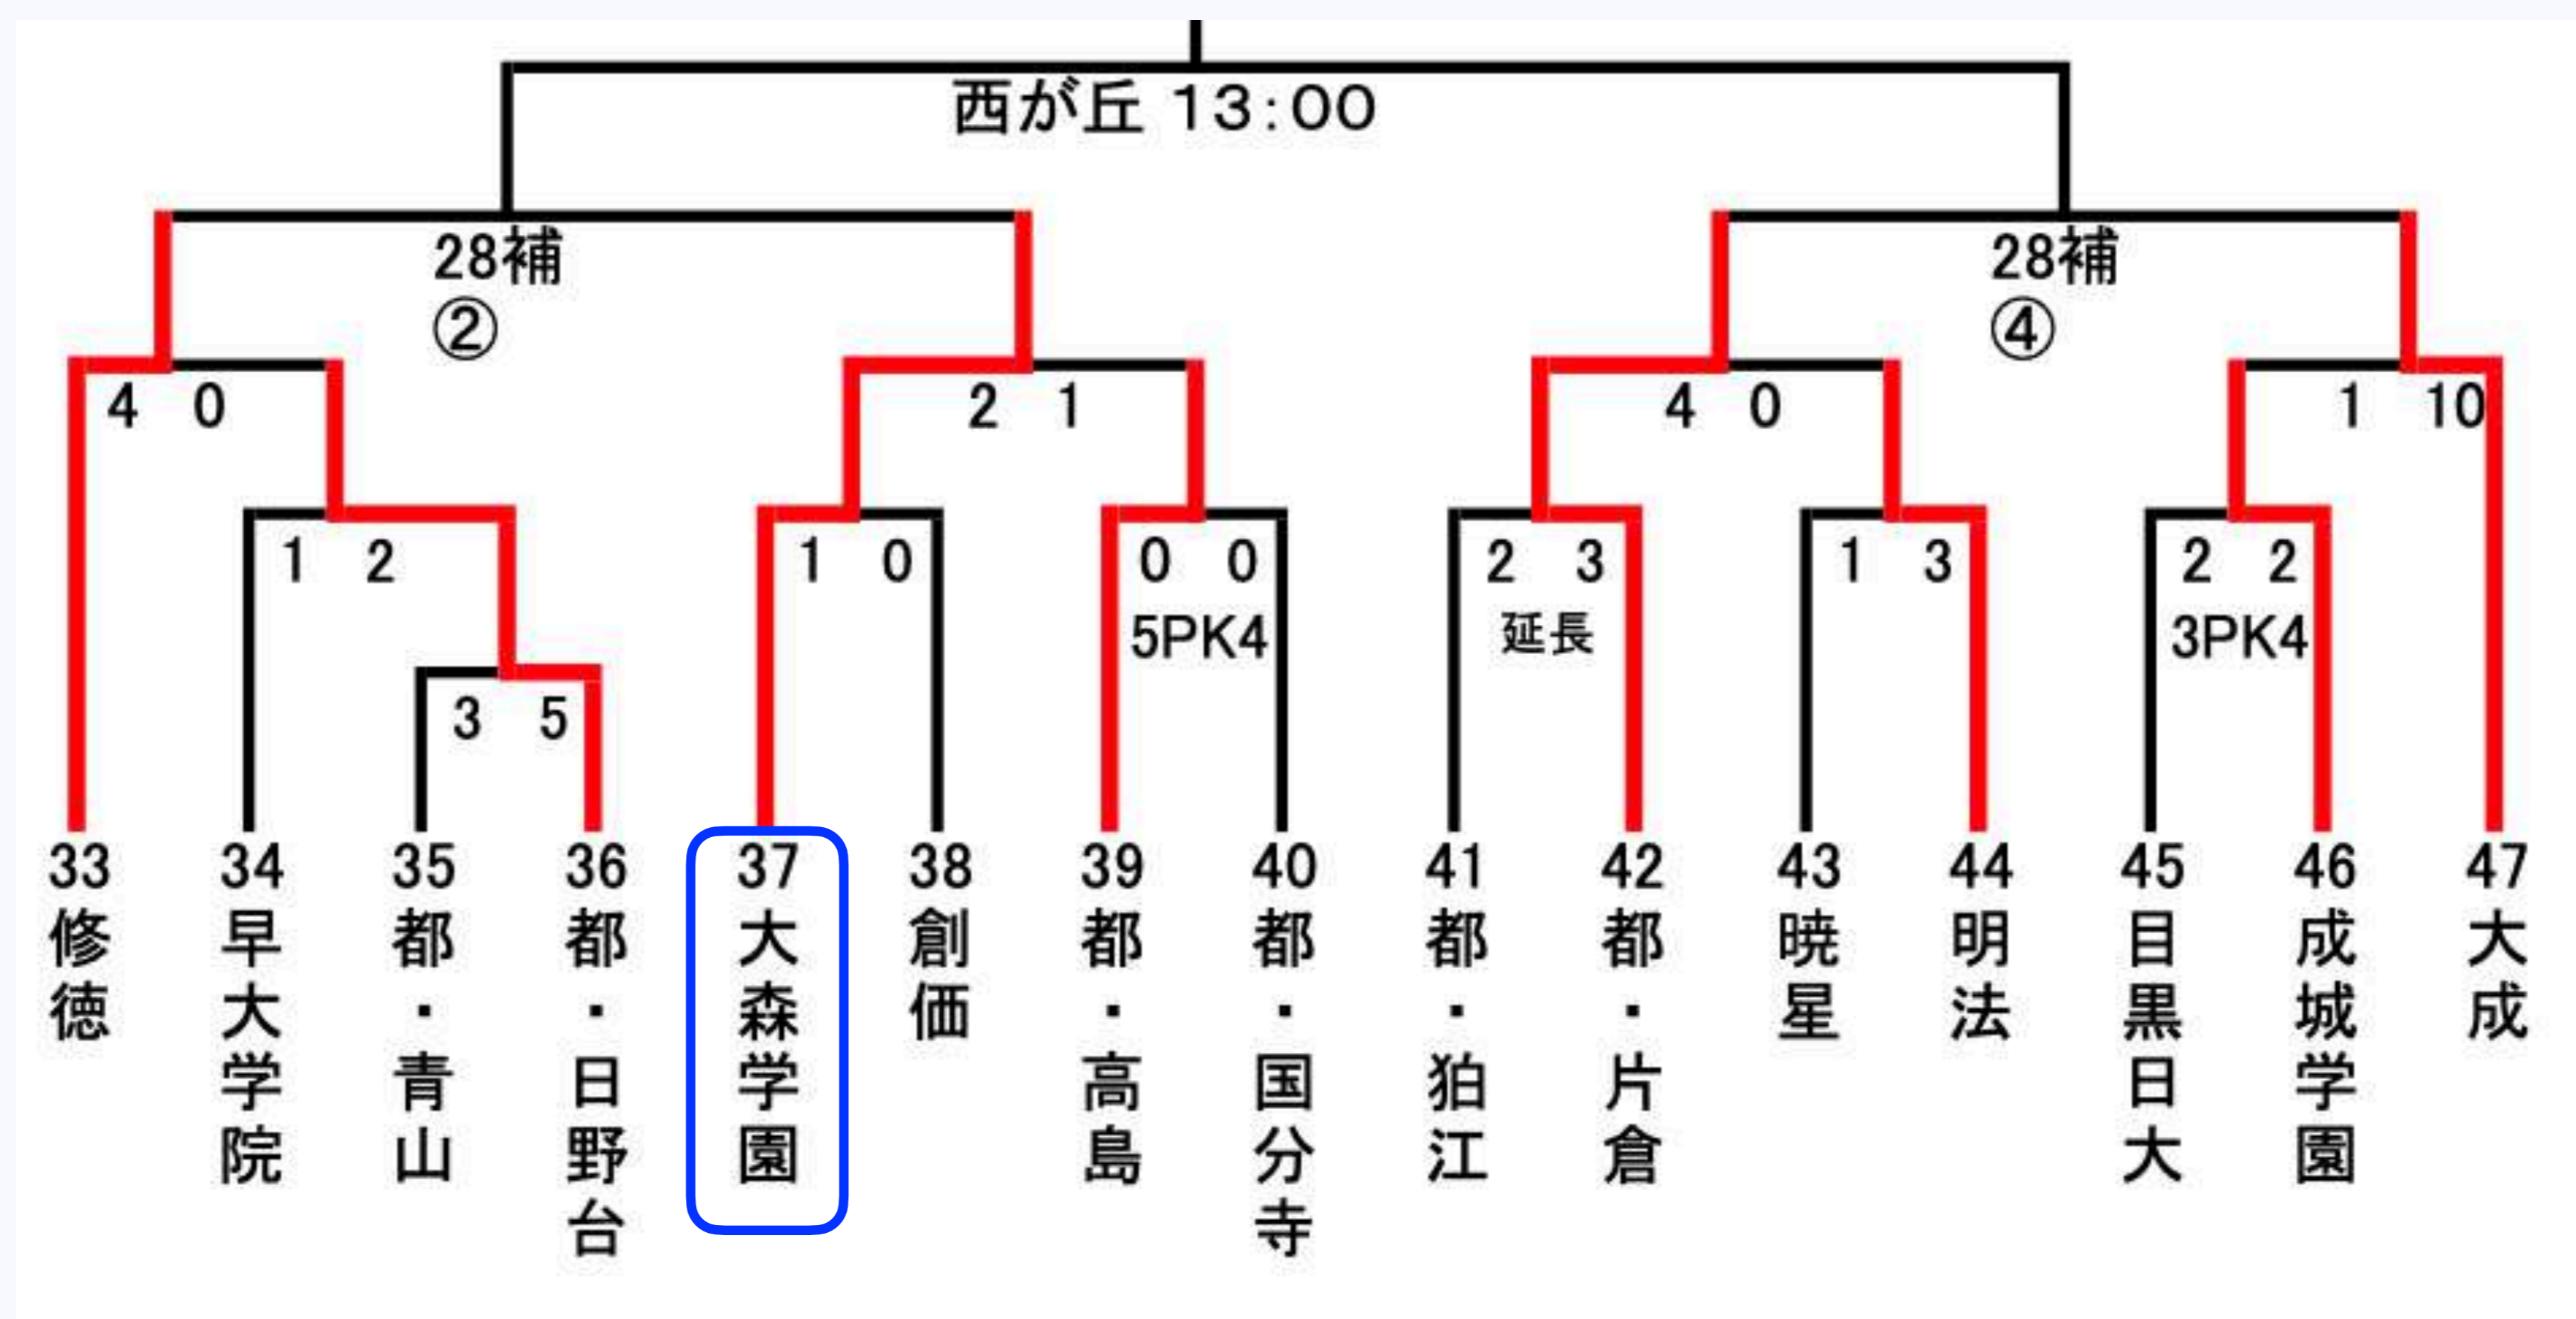 西が丘 13:00
28補
②
28補
④
4 0
2 1
4 0
1 10
1 2
1 0
0 0
5PK4
2 3
延長
1 3
2 2
3PK4
3 5
33
修徳
34
早大学院
35
都・青山
36
都・日野台
37
大森学園
38
創価
39
都・高島
40
都・国分寺
41
都・狛江
42
都・片倉
43
暁星
44
明法
45
目黒日大
46
成城学園
47
大成